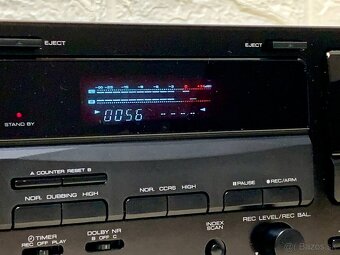 EJECT EJECT
0056 -- -- -- --
STAND BY
A COUNTER RESET B
NOR. DUBBING HIGH NOR. CCRS HIGH PAUSE REC/ARM
TIMER DOLBY NR INDEX REC LEVEL/REC BAL.
REC OFF PLAY B OFF C SCAN